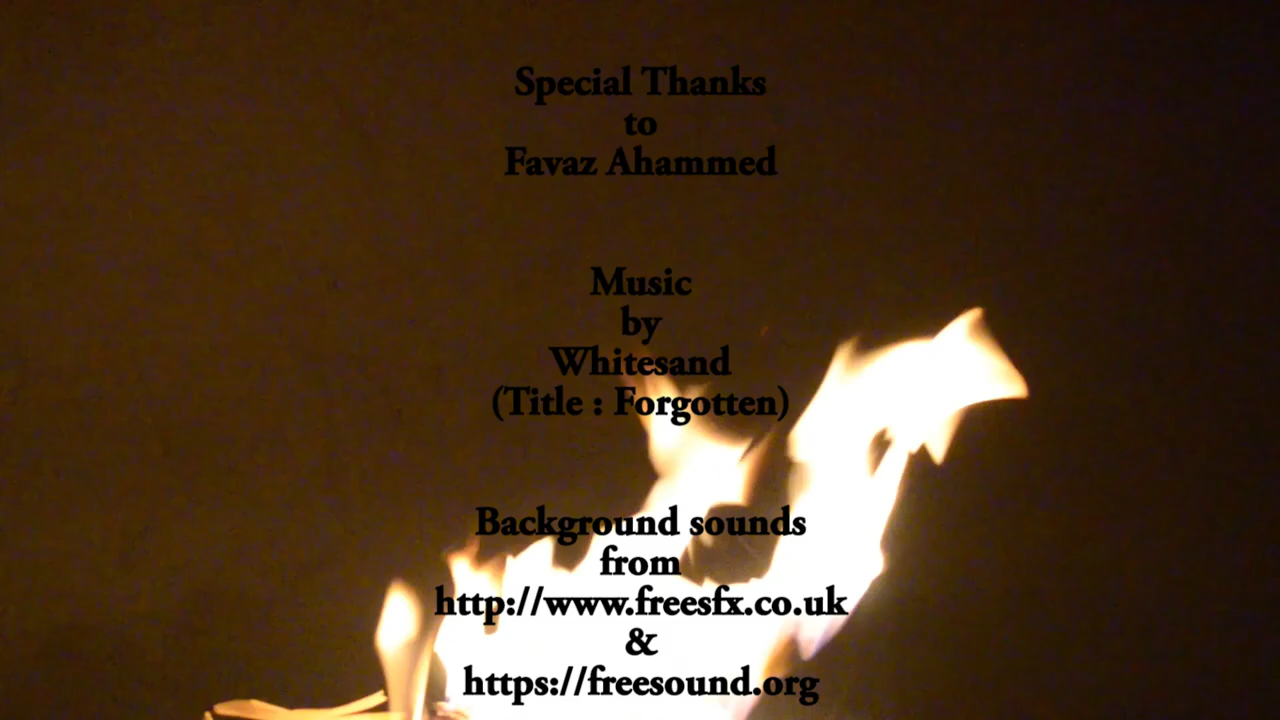 Special Thanks
to
Favaz Ahammed
Music
by
Whitesand
(Title : Forgotten)
Background sounds
from
http://www.freesfx.co.uk
&
https://freesound.org